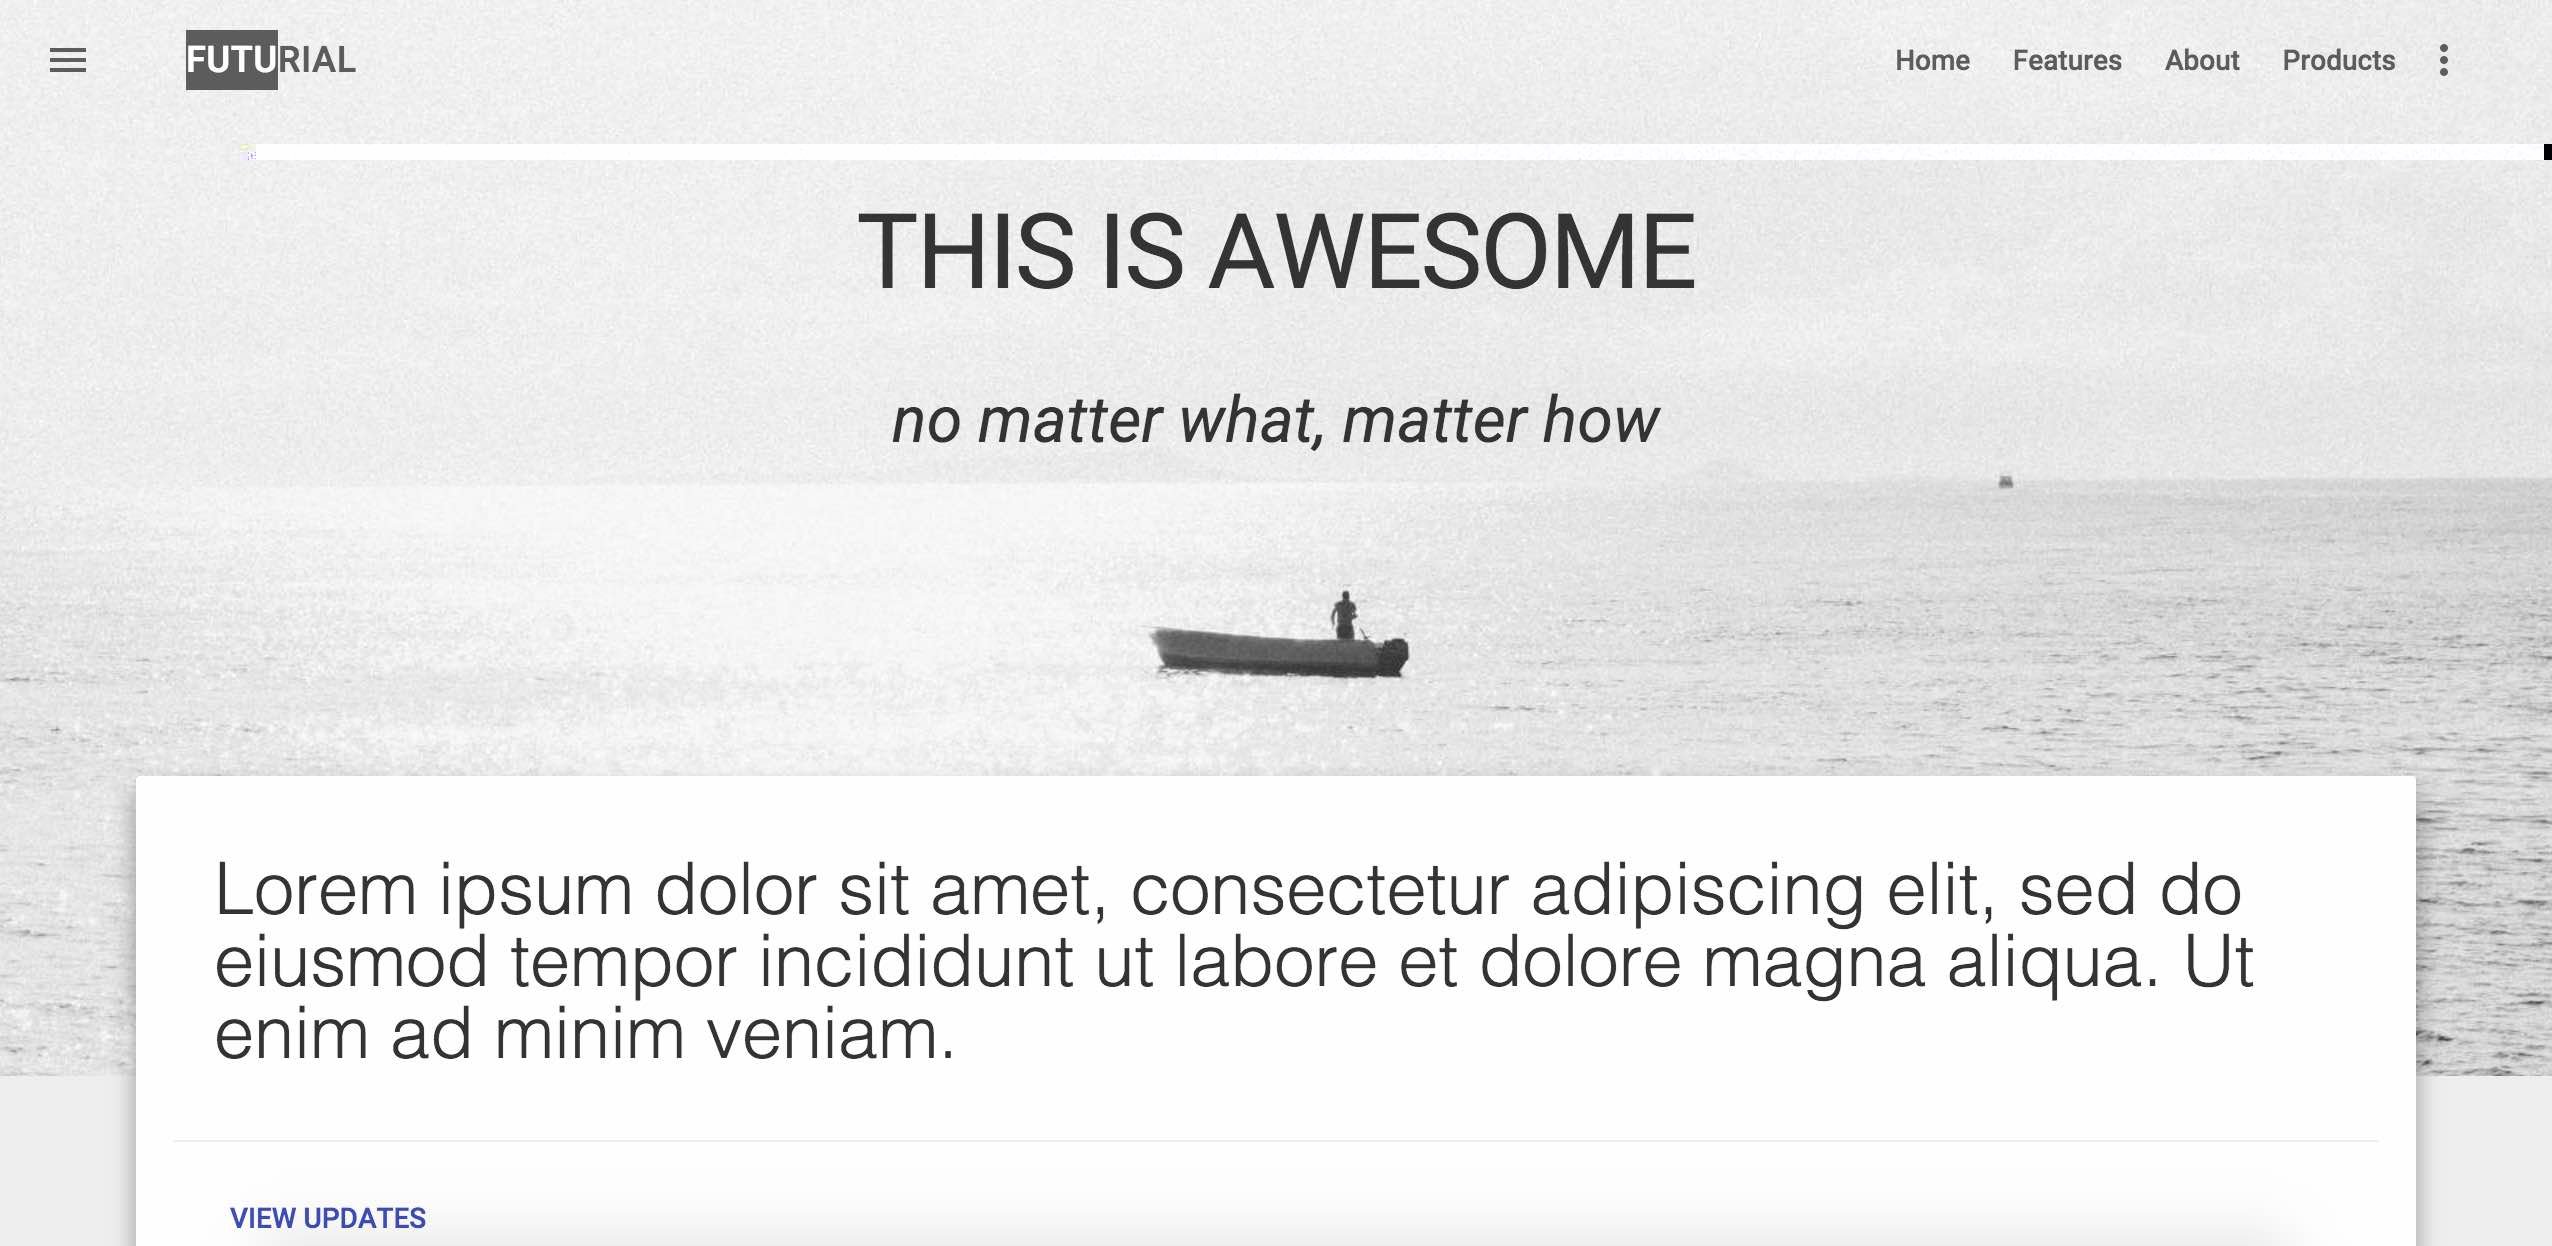 FUTURIAL
Home Features About Products
THIS IS AWESOME
no matter what, matter how
Lorem ipsum dolor sit amet, consectetur adipiscing elit, sed do
eiusmod tempor incididunt ut labore et dolore magna aliqua. Ut
enim ad minim veniam.
VIEW UPDATES